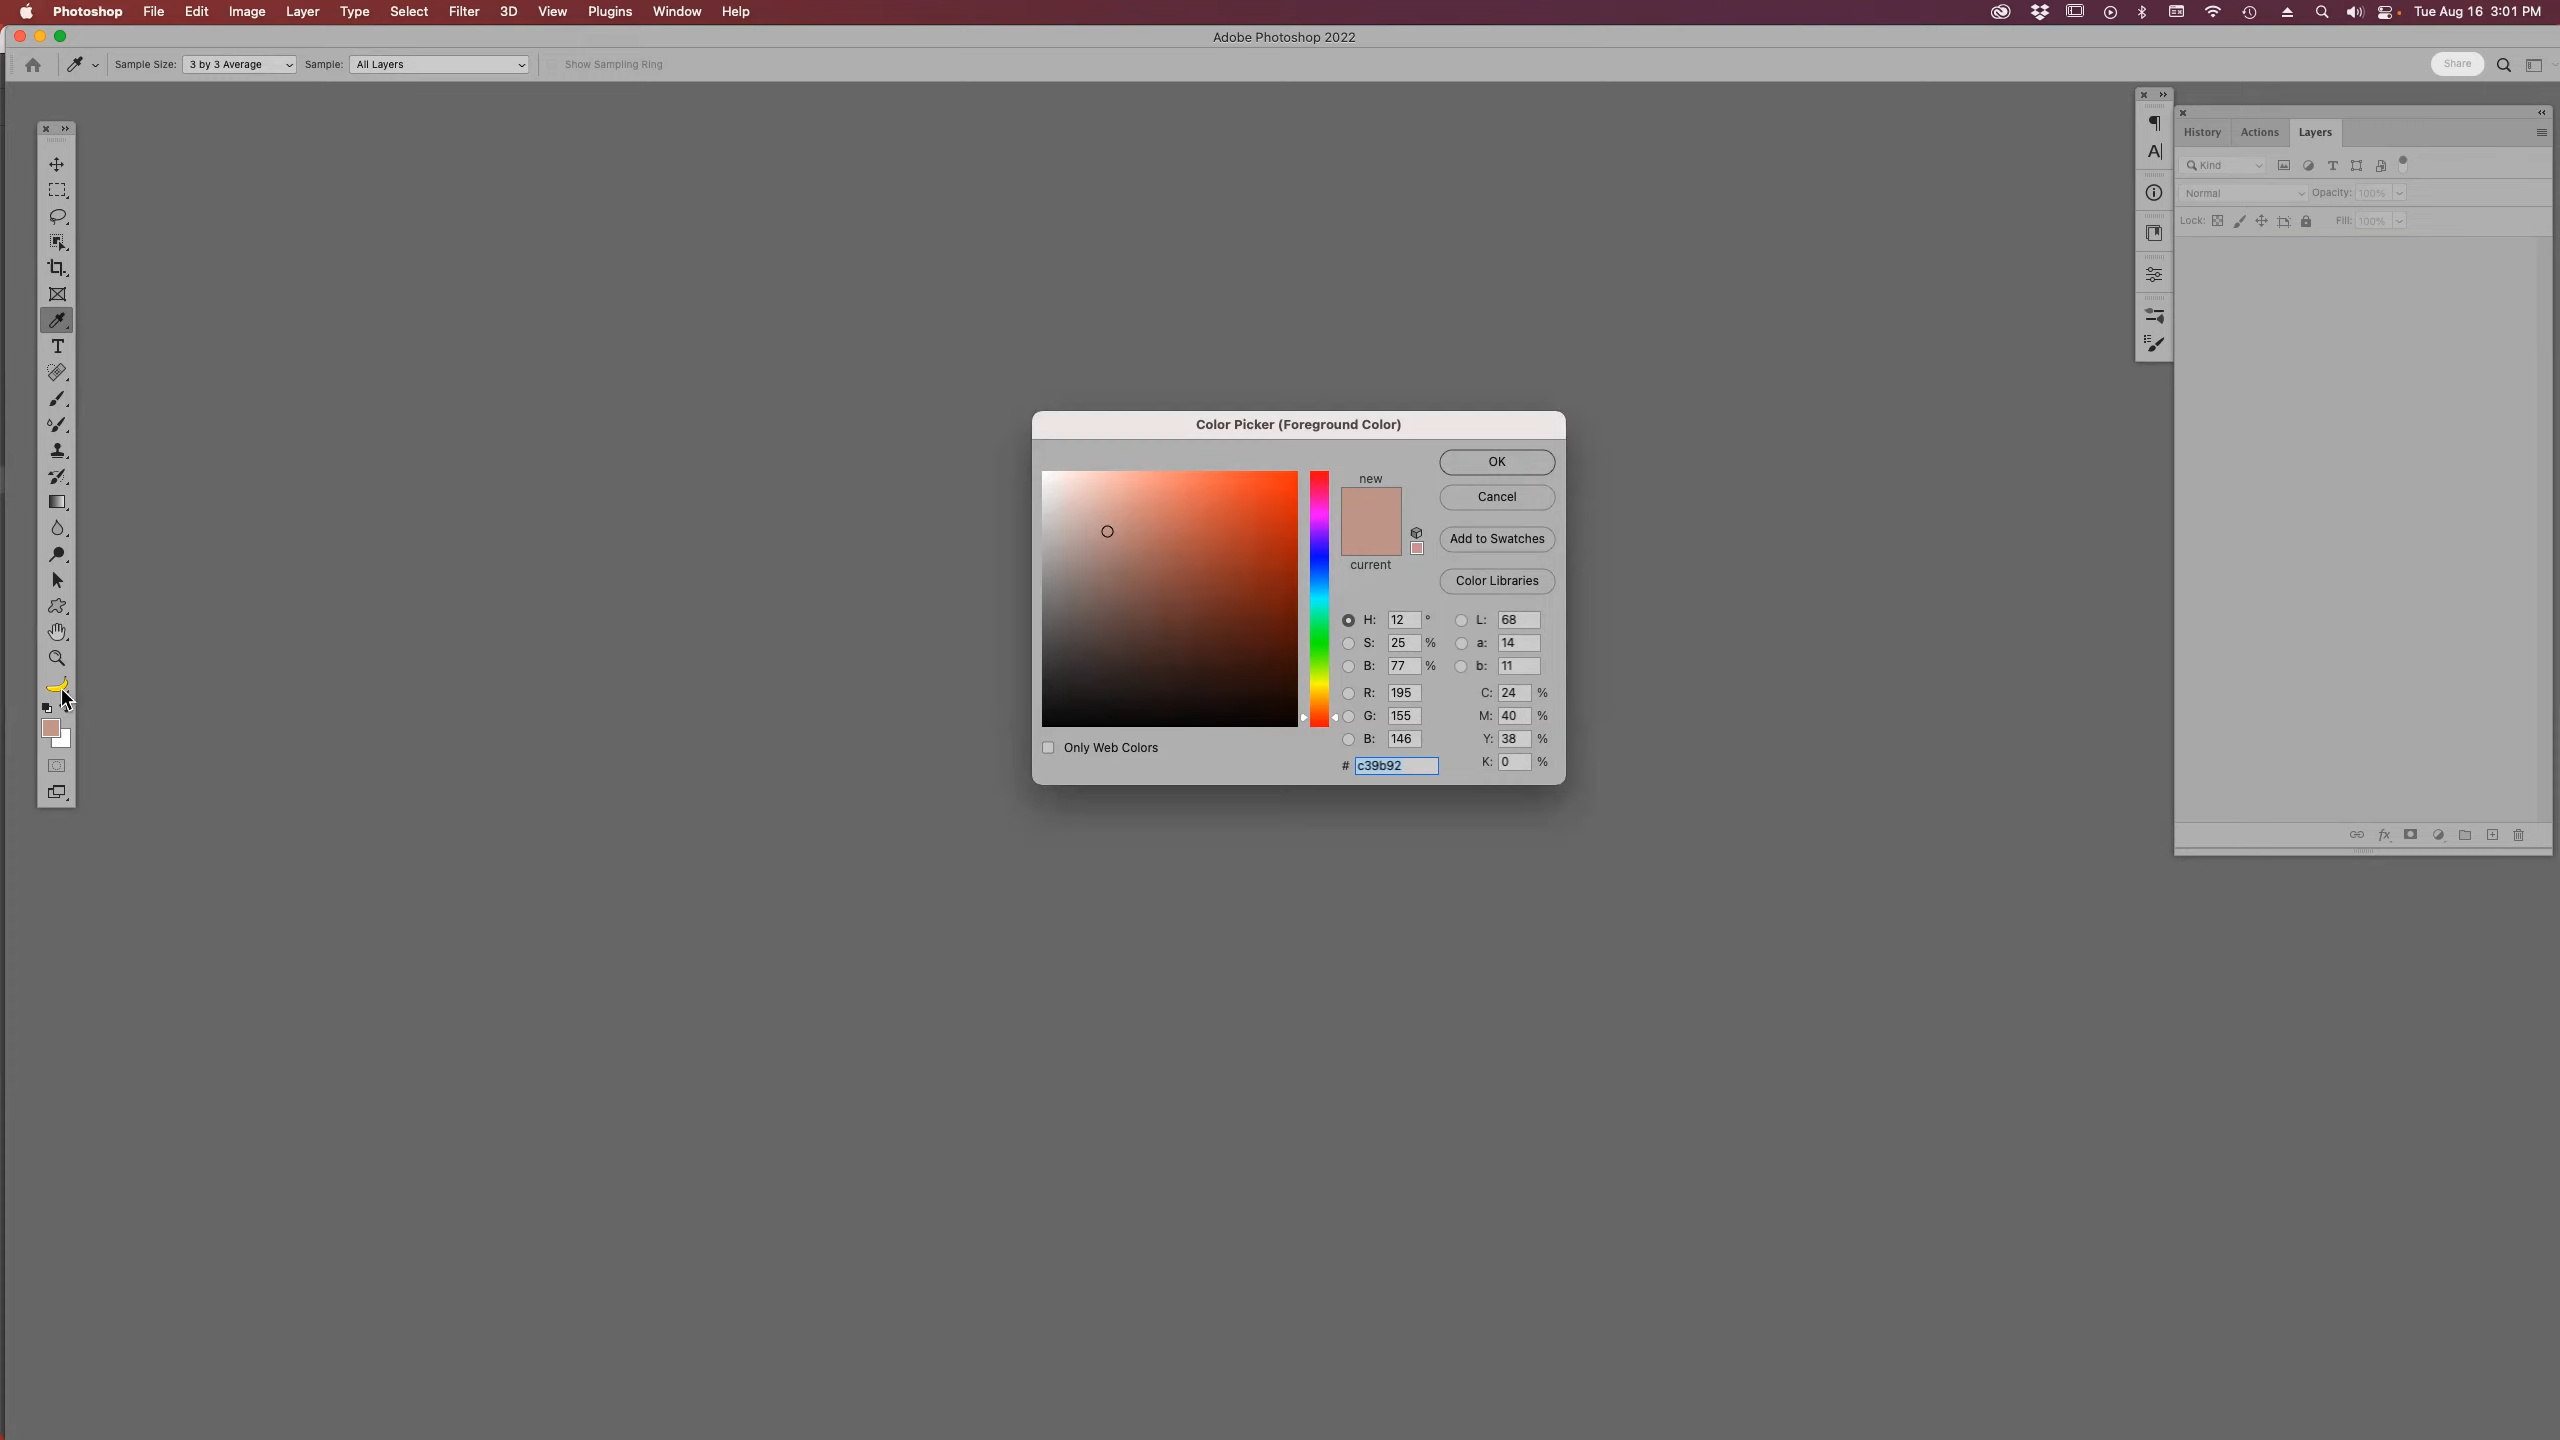 Photoshop File Edit Image Layer Type Select Filter 3D View Plugins Window Help Tue Aug 16 3:01 PM
Adobe Photoshop 2022
Sample Size: 3 by 3 Average Sample: All Layers Show Sampling Ring Share
History Actions Layers
Kind
Normal Opacity: 100%
Lock: Fill: 100%
Color Picker (Foreground Color)
new
current
OK
Cancel
Add to Swatches
Color Libraries
H: 12 ° L: 68
S: 25 % a: 14
B: 77 % b: 11
R: 195 C: 24 %
G: 155 M: 40 %
B: 146 Y: 38 %
# c39b92 K: 0 %
Only Web Colors